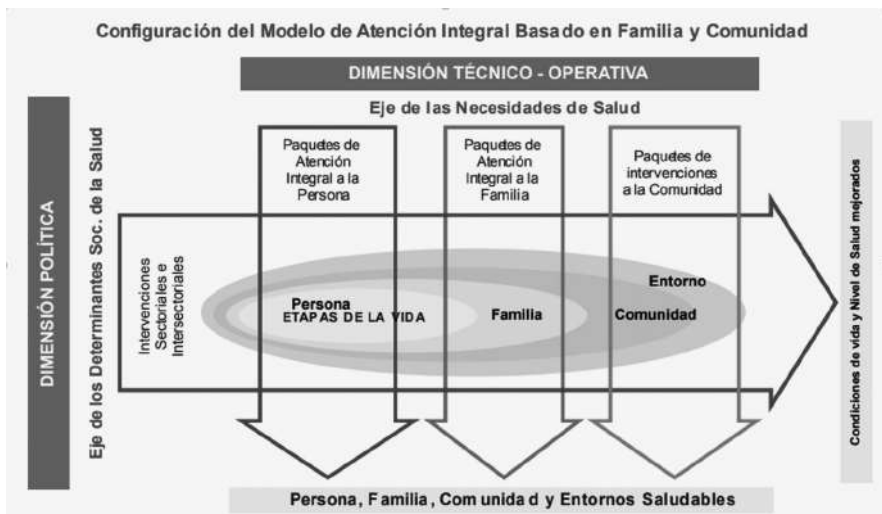 Configuración del Modelo de Atención Integral Basado en Familia y Comunidad
DIMENSIÓN TÉCNICO - OPERATIVA
Eje de las Necesidades de Salud
DIMENSIÓN POLÍTICA
Eje de los Determinantes Soc. de la Salud
Paquetes de
Atención
Integral a la
Persona
Paquetes de
Atención
Integral a la
Familia
Paquetes de
intervenciones
a la Comunidad
Intervenciones
Sectoriales e
Intersectoriales
Persona
ETAPAS DE LA VIDA
Familia
Entorno
Comunidad
Condiciones de vida y Nivel de Salud mejorados
Persona, Familia, Comunidad y Entornos Saludables